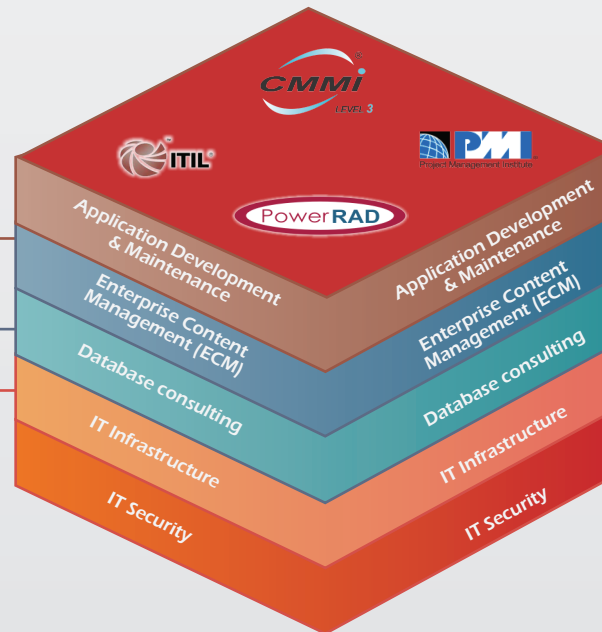 CMMi
LEVEL 3
ITIL®
PMI
Project Management Institute
PowerRAD
Application Development
& Maintenance
Application Development
& Maintenance
Enterprise Content
Management (ECM)
Enterprise Content
Management (ECM)
Database consulting
Database consulting
IT Infrastructure
IT Infrastructure
IT Security
IT Security